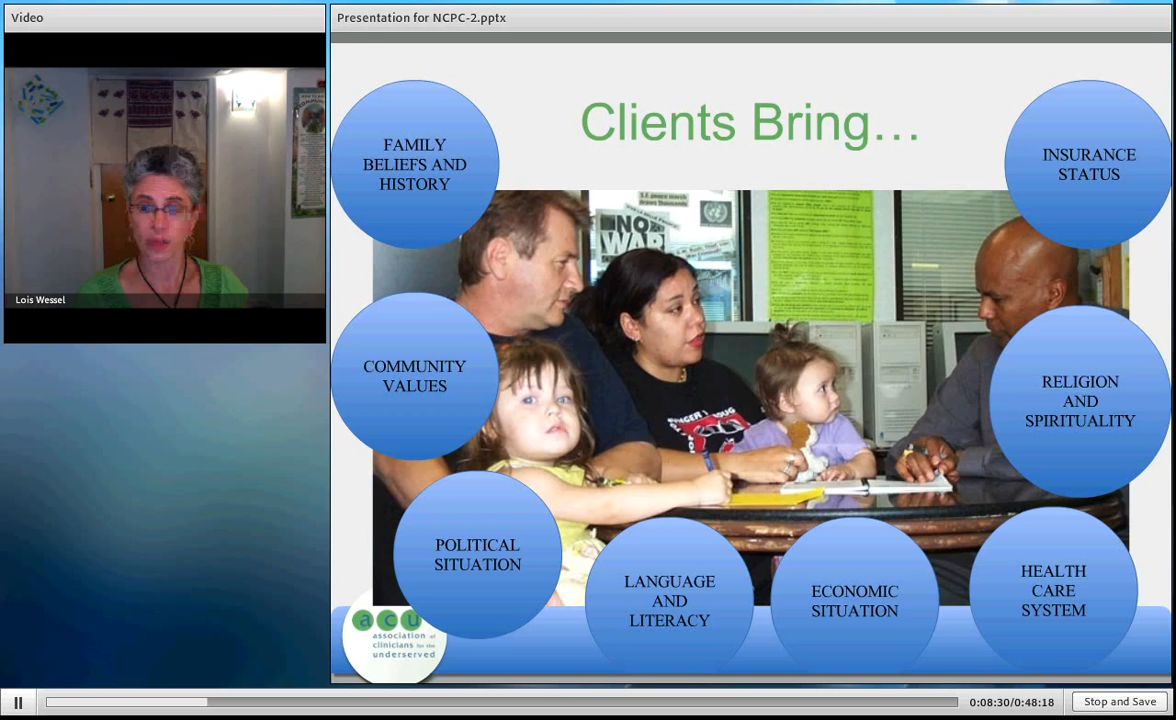 Video
Presentation for NCPC-2.pptx
Lois Wessel
Clients Bring...
FAMILY
BELIEFS AND
HISTORY
INSURANCE
STATUS
NO
WAR
COMMUNITY
VALUES
RELIGION
AND
SPIRITUALITY
POLITICAL
SITUATION
LANGUAGE
AND
LITERACY
ECONOMIC
SITUATION
HEALTH
CARE
SYSTEM
acu
association of
clinicians for the
underserved
0:08:30/0:48:18
Stop and Save